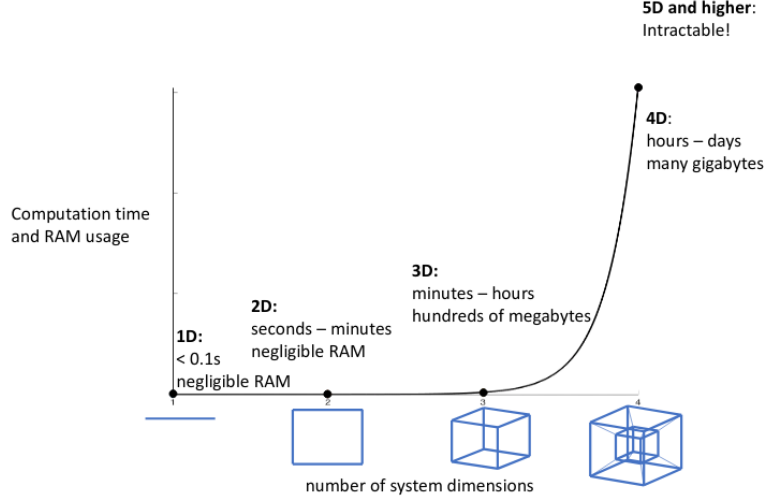 5D and higher:
Intractable!
4D:
hours – days
many gigabytes
Computation time
and RAM usage
3D:
minutes – hours
hundreds of megabytes
2D:
seconds – minutes
negligible RAM
1D:
< 0.1s
negligible RAM
1 2 3 4
number of system dimensions